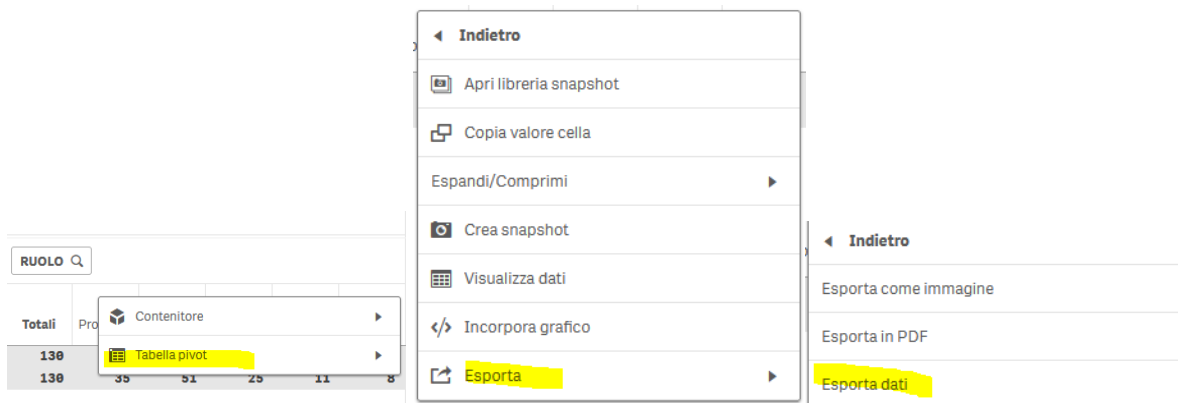 RUOLO
Totali Pro
130
130 35 51 25 11 8
Contenitore
Tabella pivot
Indietro
Apri libreria snapshot
Copia valore cella
Espandi/Comprimi
Crea snapshot
Visualizza dati
Incorpora grafico
Esporta
Indietro
Esporta come immagine
Esporta in PDF
Esporta dati